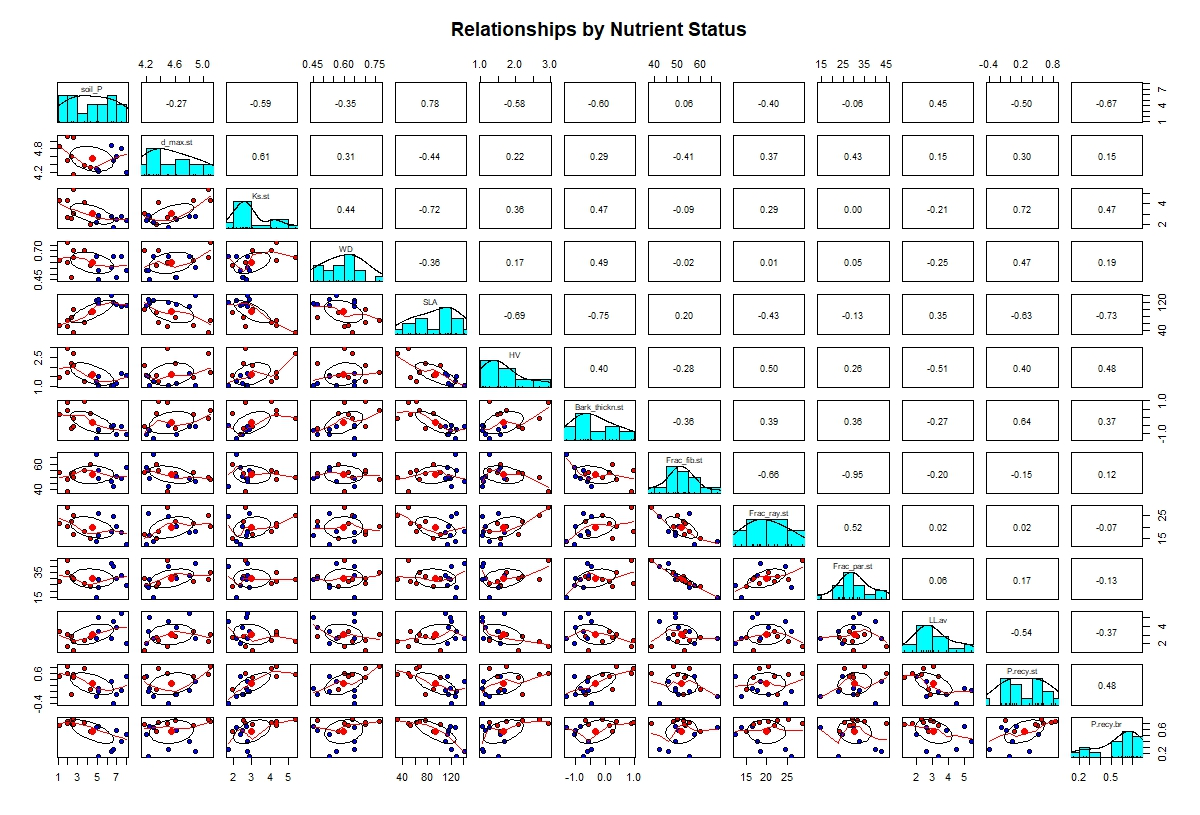 Relationships by Nutrient Status
4.2 4.6 5.0 0.45 0.60 0.75 1.0 2.0 3.0 40 50 60 15 25 35 45 -0.4 0.2 0.8
soil_P -0.27 -0.59 -0.35 0.78 -0.58 -0.60 0.06 -0.40 -0.06 0.45 -0.50 -0.67 1 4 7
4.2 4.8 d_max.st 0.61 0.31 -0.44 0.22 0.29 -0.41 0.37 0.43 0.15 0.30 0.15
Ks.st 0.44 -0.72 0.36 0.47 -0.09 0.29 0.00 -0.21 0.72 0.47 2 4
0.45 0.70 WD -0.36 0.17 0.49 -0.02 0.01 0.05 -0.25 0.47 0.19
SLA -0.69 -0.75 0.20 -0.43 -0.13 0.35 -0.63 -0.73 40 120
1.0 2.5 HV 0.40 -0.28 0.50 0.26 -0.51 0.40 0.48
Bark_thickn.st -0.36 0.39 0.36 -0.27 0.64 0.37 -1.0 1.0
40 60 Frac_fib.st -0.66 -0.95 -0.20 -0.15 0.12
Frac_ray.st 0.52 0.02 0.02 -0.07 15 25
15 35 Frac_par.st 0.06 0.17 -0.13
LL.av -0.54 -0.37 2 4
-0.4 0.6 P.recy.st 0.48
P.recy.br 0.2 0.6
1 3 5 7 2 3 4 5 40 80 120 -1.0 0.0 1.0 15 20 25 2 3 4 5 0.2 0.5